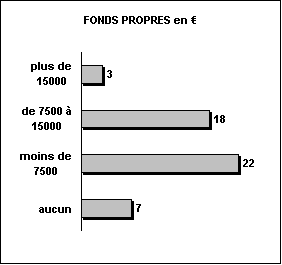 FONDS PROPRES en €
plus de
15000
3
de 7500 à
15000
18
moins de
7500
22
aucun
7